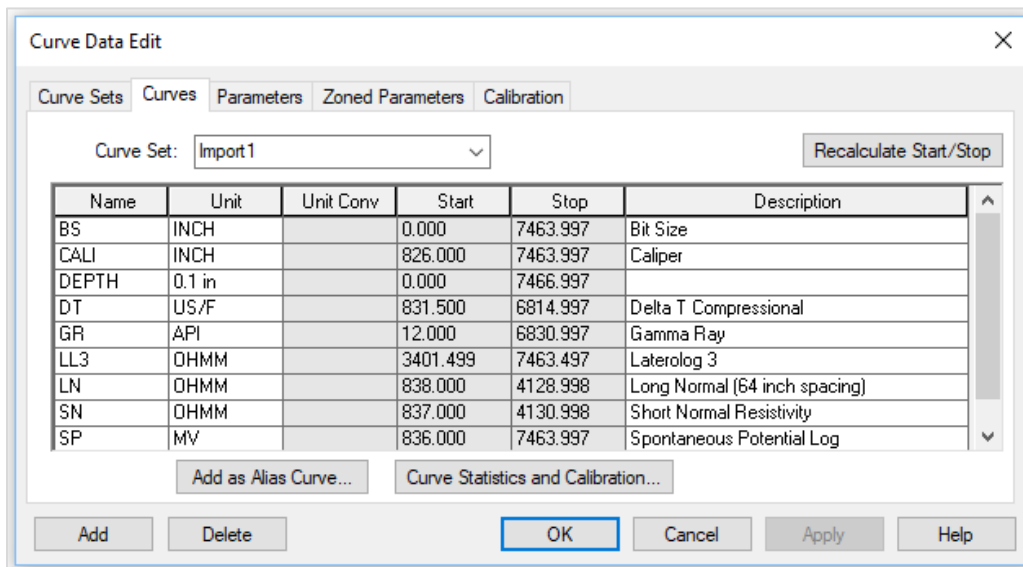 Curve Data Edit
Curve Sets Curves Parameters Zoned Parameters Calibration
Curve Set: Import1 Recalculate Start/Stop
Name Unit Unit Conv Start Stop Description
BS INCH 0.000 7463.997 Bit Size
CALI INCH 826.000 7463.997 Caliper
DEPTH 0.1 in 0.000 7466.997
DT US/F 831.500 6814.997 Delta T Compressional
GR API 12.000 6830.997 Gamma Ray
LL3 OHMM 3401.499 7463.497 Laterolog 3
LN OHMM 838.000 4128.998 Long Normal (64 inch spacing)
SN OHMM 837.000 4130.998 Short Normal Resistivity
SP MV 836.000 7463.997 Spontaneous Potential Log
Add as Alias Curve... Curve Statistics and Calibration...
Add Delete OK Cancel Apply Help